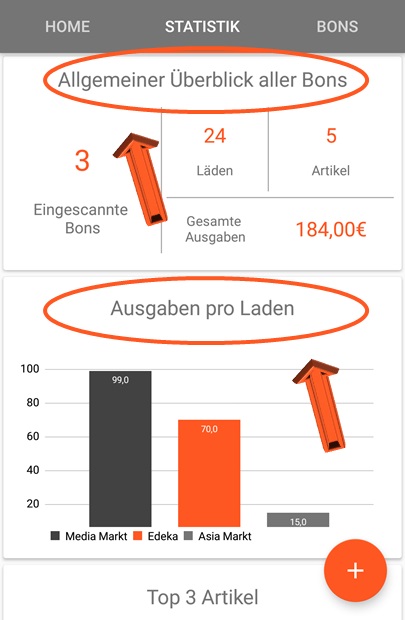 HOME STATISTIK BONS
Allgemeiner Überblick aller Bons
3
Eingescannte
Bons
24
Läden
5
Artikel
Gesamte
Ausgaben
184,00€
Ausgaben pro Laden
100
80
60
40
20
99,0
70,0
15,0
Media Markt Edeka Asia Markt
+
Top 3 Artikel